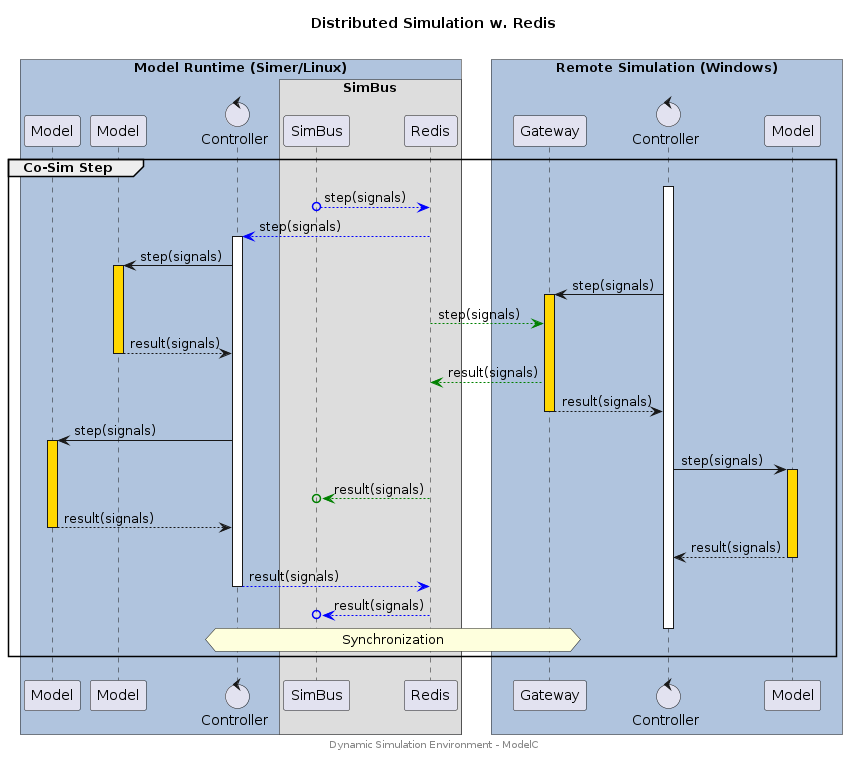 Distributed Simulation w. Redis
Model Runtime (Simer/Linux)
Remote Simulation (Windows)
SimBus
Model
Model
Controller
SimBus
Redis
Gateway
Controller
Model
Co-Sim Step
step(signals)
step(signals)
step(signals)
step(signals)
step(signals)
result(signals)
result(signals)
result(signals)
step(signals)
step(signals)
result(signals)
result(signals)
result(signals)
result(signals)
result(signals)
Synchronization
Model
Model
Controller
SimBus
Redis
Gateway
Controller
Model
Dynamic Simulation Environment - ModelC